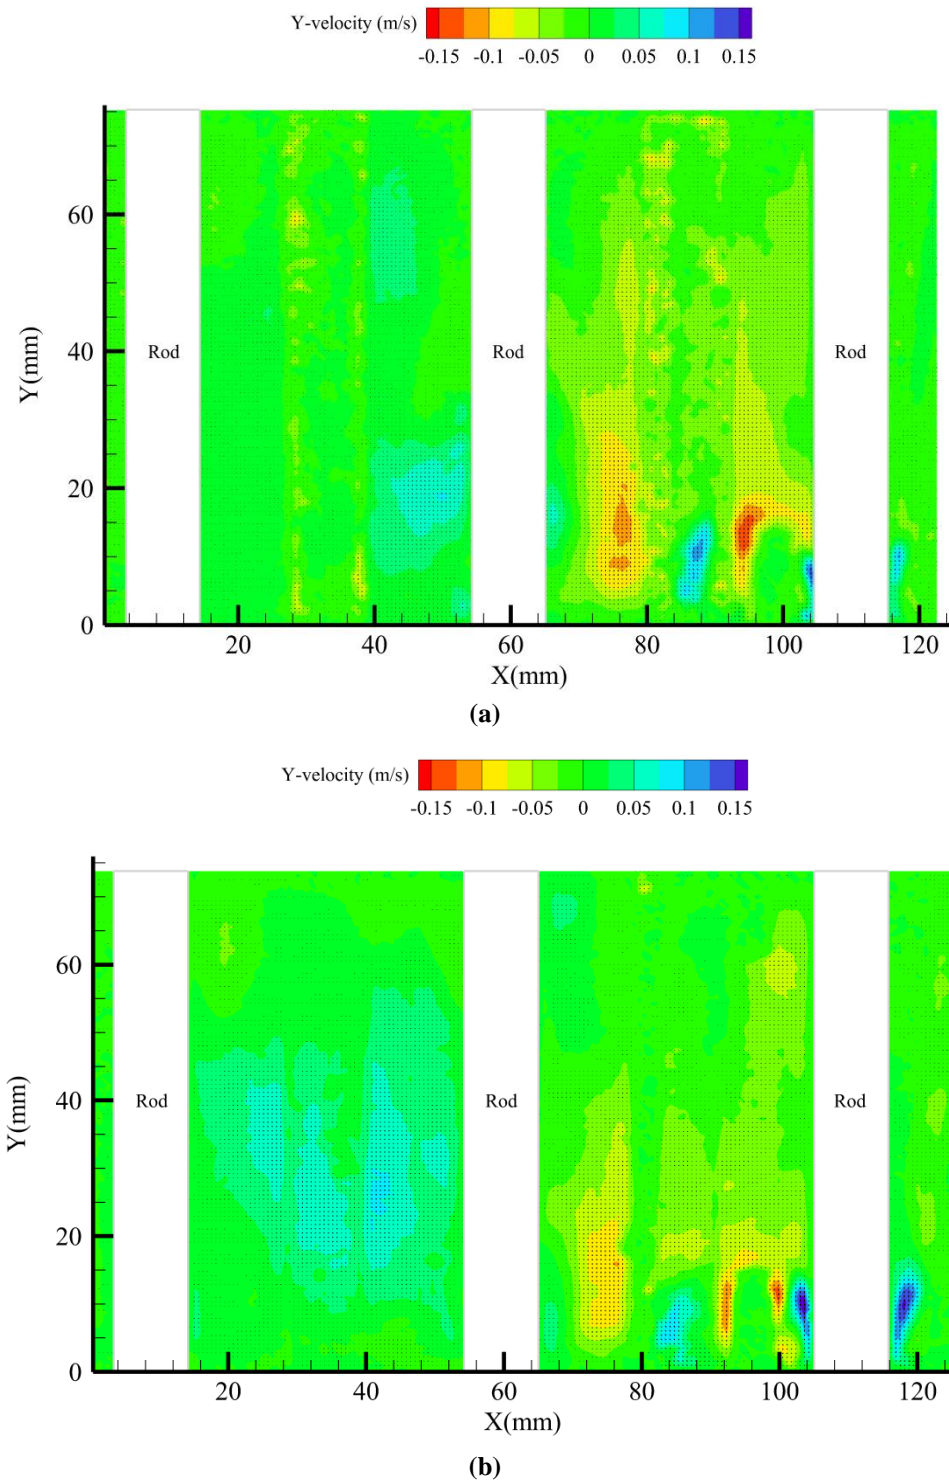 Y-velocity (m/s)
-0.15 -0.1 -0.05 0 0.05 0.1 0.15
60
40
20
0
Y(mm)
Rod Rod Rod
20 40 60 80 100 120
X(mm)
(a)
Y-velocity (m/s)
-0.15 -0.1 -0.05 0 0.05 0.1 0.15
60
40
20
0
Y(mm)
Rod Rod Rod
20 40 60 80 100 120
X(mm)
(b)